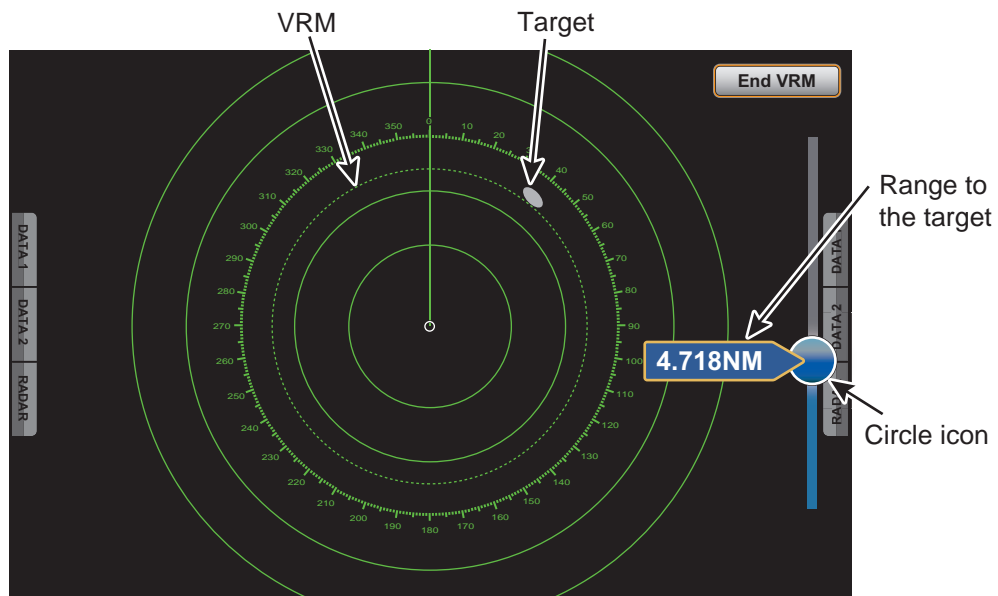 VRM
Target
End VRM
0
10
20
40
50
60
70
80
90
100
110
120
130
140
150
160
170
180
190
200
210
220
230
240
250
260
270
280
290
300
310
320
330
340
350
Range to
the target
DATA 1
DATA 2
RADAR
DATA
DATA 2
4.718NM
Circle icon